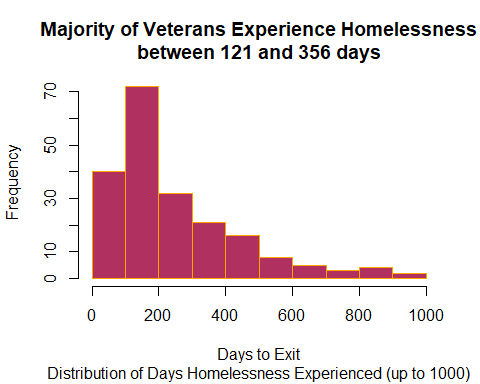 Majority of Veterans Experience Homelessness
between 121 and 356 days
Frequency
70
50
30
10
0
0 200 400 600 800 1000
Days to Exit
Distribution of Days Homelessness Experienced (up to 1000)